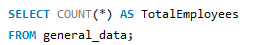 SELECT COUNT(*) AS TotalEmployees
FROM general_data;